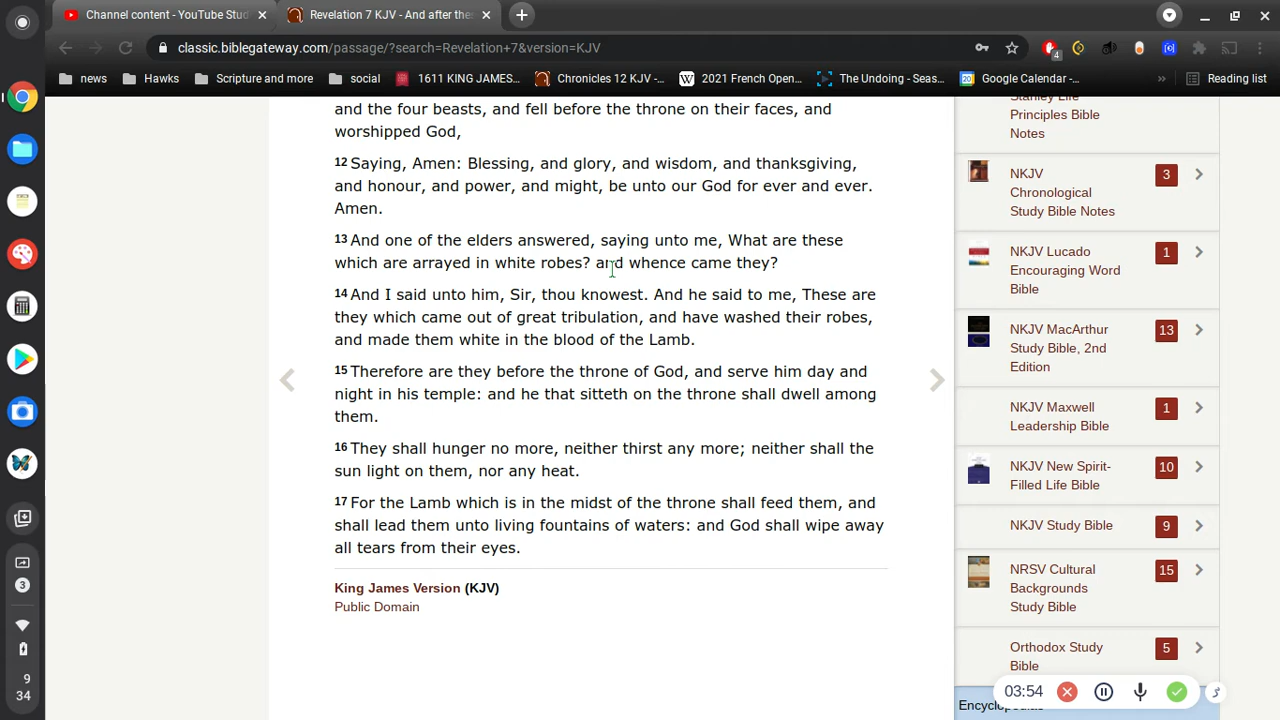 Channel content - YouTube Stud
Revelation 7 KJV - And after thes
classic.biblegateway.com/passage/?search=Revelation+7&version=KJV
4
news
Hawks
Scripture and more
social
1611 KING JAMES...
Chronicles 12 KJV -...
2021 French Open...
The Undoing - Seas...
Google Calendar -...
»
Reading list
and the four beasts, and fell before the throne on their faces, and
worshipped God,
12 Saying, Amen: Blessing, and glory, and wisdom, and thanksgiving,
and honour, and power, and might, be unto our God for ever and ever.
Amen.
13 And one of the elders answered, saying unto me, What are these
which are arrayed in white robes? and whence came they?
14 And I said unto him, Sir, thou knowest. And he said to me, These are
they which came out of great tribulation, and have washed their robes,
and made them white in the blood of the Lamb.
15 Therefore are they before the throne of God, and serve him day and
night in his temple: and he that sitteth on the throne shall dwell among
them.
16 They shall hunger no more, neither thirst any more; neither shall the
sun light on them, nor any heat.
17 For the Lamb which is in the midst of the throne shall feed them, and
shall lead them unto living fountains of waters: and God shall wipe away
all tears from their eyes.
King James Version (KJV)
Public Domain
Stanley Life
Principles Bible
Notes
NKJV
Chronological
Study Bible Notes
3
NKJV Lucado
Encouraging Word
Bible
1
NKJV MacArthur
Study Bible, 2nd
Edition
13
NKJV Maxwell
Leadership Bible
1
NKJV New Spirit-
Filled Life Bible
10
NKJV Study Bible
9
NRSV Cultural
Backgrounds
Study Bible
15
Orthodox Study
Bible
5
Encyclopedias
03:54
3
9
34